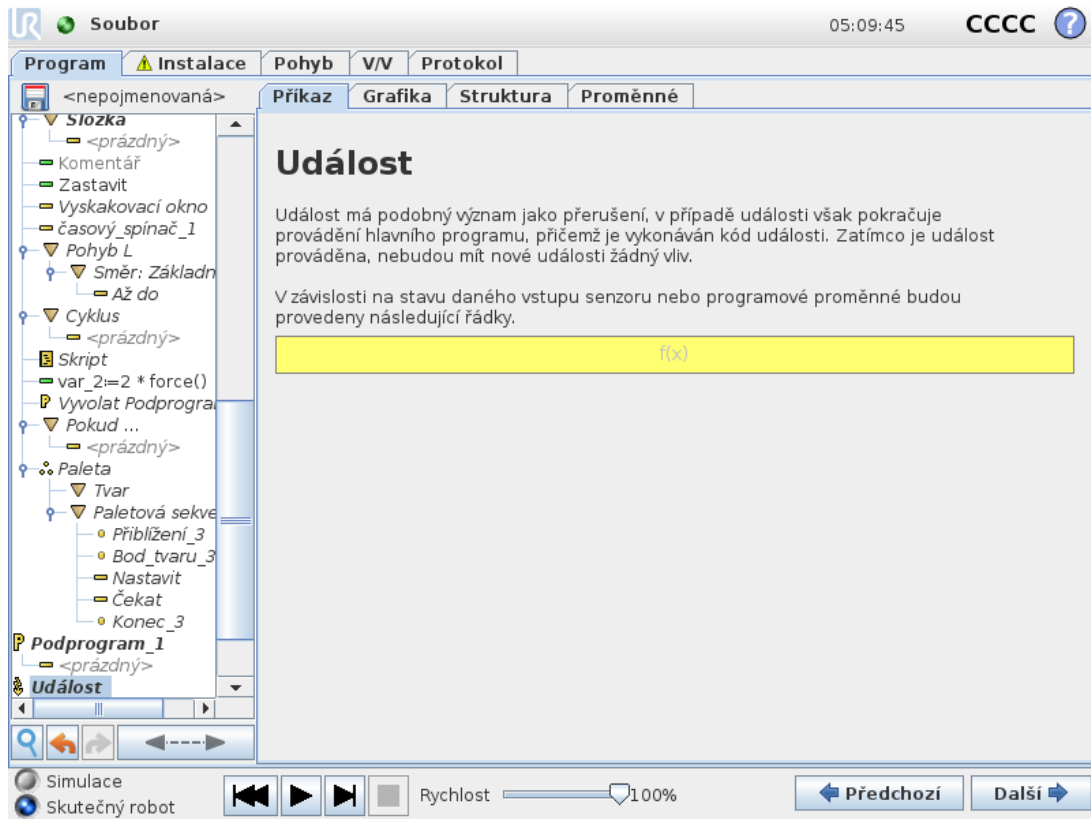 Soubor
05:09:45
CCCC
Program
Instalace
Pohyb
V/V
Protokol
<nepojmenovaná>
Příkaz
Grafika
Struktura
Proměnné
Složka
<prázdný>
Komentář
Zastavit
Vyskakovací okno
časový_spínač_1
Pohyb L
Směr: Základn
Až do
Cyklus
<prázdný>
Skript
var_2≔2 * force()
Vyvolat Podprogra
Pokud ...
<prázdný>
Paleta
Tvar
Paletová sekve
Přiblížení_3
Bod_tvaru_3
Nastavit
Čekat
Konec_3
Podprogram_1
<prázdný>
Událost
Událost
Událost má podobný význam jako přerušení, v případě události však pokračuje
provádění hlavního programu, přičemž je vykonáván kód události. Zatímco je událost
prováděna, nebudou mít nové události žádný vliv.
V závislosti na stavu daného vstupu senzoru nebo programové proměnné budou
provedeny následující řádky.
f(x)
Simulace
Skutečný robot
Rychlost
100%
Předchozí
Další